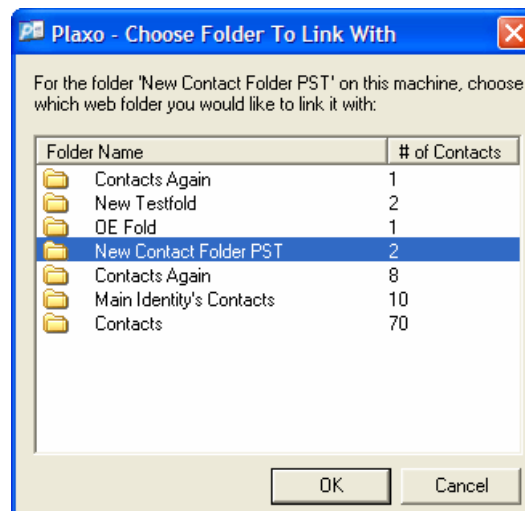 Plaxo - Choose Folder To Link With
For the folder 'New Contact Folder PST' on this machine, choose
which web folder you would like to link it with:
Folder Name # of Contacts
Contacts Again 1
New Testfold 2
OE Fold 1
New Contact Folder PST 2
Contacts Again 8
Main Identity's Contacts 10
Contacts 70
OK Cancel